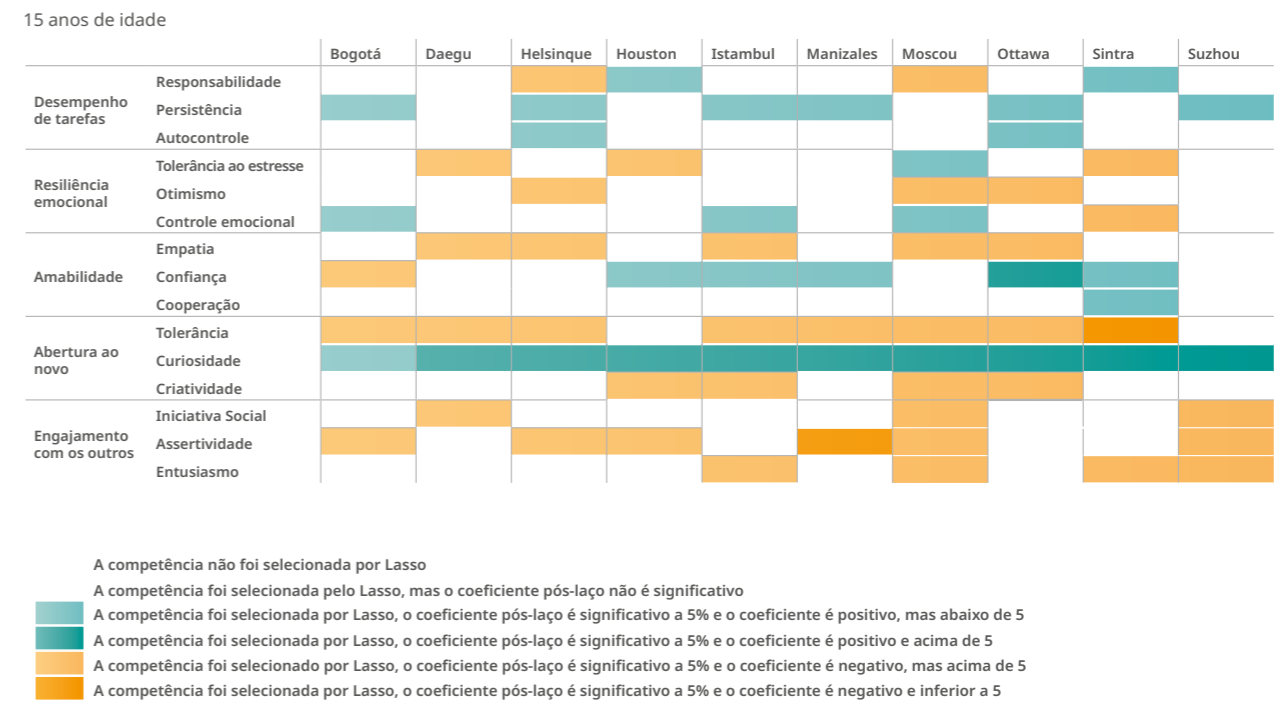 15 anos de idade
Bogotá Daegu Helsinque Houston Istambul Manizales Moscou Ottawa Sintra Suzhou
Desempenho
de tarefas
Responsabilidade
Persistência
Autocontrole
Resiliência
emocional
Tolerância ao estresse
Otimismo
Controle emocional
Amabilidade
Empatia
Confiança
Cooperação
Abertura ao
novo
Tolerância
Curiosidade
Criatividade
Engajamento
com os outros
Iniciativa Social
Assertividade
Entusiasmo
A competência não foi selecionada por Lasso
A competência foi selecionada pelo Lasso, mas o coeficiente pós-laço não é significativo
A competência foi selecionada por Lasso, o coeficiente pós-laço é significativo a 5% e o coeficiente é positivo, mas abaixo de 5
A competência foi selecionada por Lasso, o coeficiente pós-laço é significativo a 5% e o coeficiente é positivo e acima de 5
A competência foi selecionado por Lasso, o coeficiente pós-laço é significativo a 5% e o coeficiente é negativo, mas acima de 5
A competência foi selecionada por Lasso, o coeficiente pós-laço é significativo a 5% e o coeficiente é negativo e inferior a 5